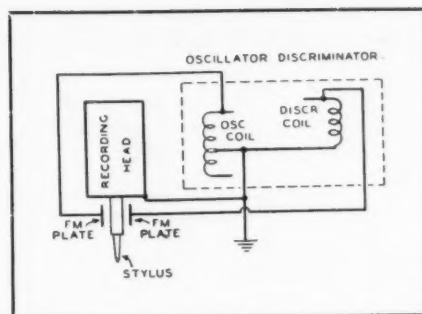 OSCILLATOR DISCRIMINATOR
OSC
COIL
DISCR
COIL
RECORDING
HEAD
FM
PLATE
FM
PLATE
STYLUS